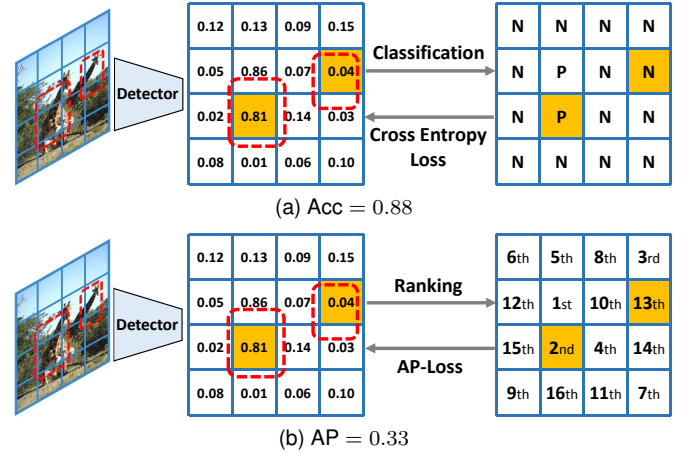 0.12 0.13 0.09 0.15 N N N N
Classification
0.05 0.86 0.07 0.04 N P N N
Detector
0.02 0.81 0.14 0.03 N P N N
Cross Entropy
Loss
0.08 0.01 0.06 0.10 N N N N
(a) Acc = 0.88
0.12 0.13 0.09 0.15 6th 5th 8th 3rd
Ranking
0.05 0.86 0.07 0.04 12th 1st 10th 13th
Detector
0.02 0.81 0.14 0.03 15th 2nd 4th 14th
AP-Loss
0.08 0.01 0.06 0.10 9th 16th 11th 7th
(b) AP = 0.33